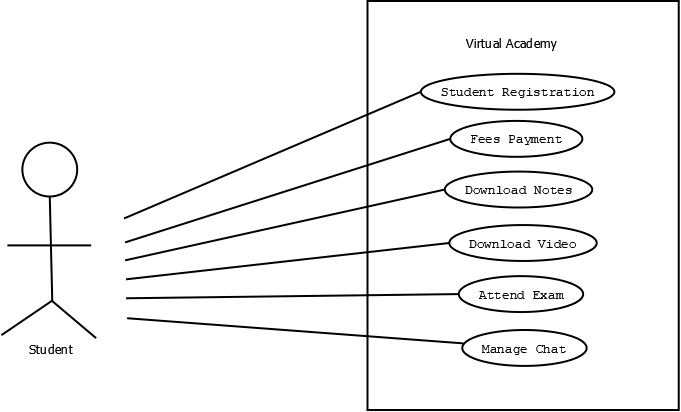 Virtual Academy
Student Registration
Fees Payment
Download Notes
Download Video
Attend Exam
Manage Chat
Student